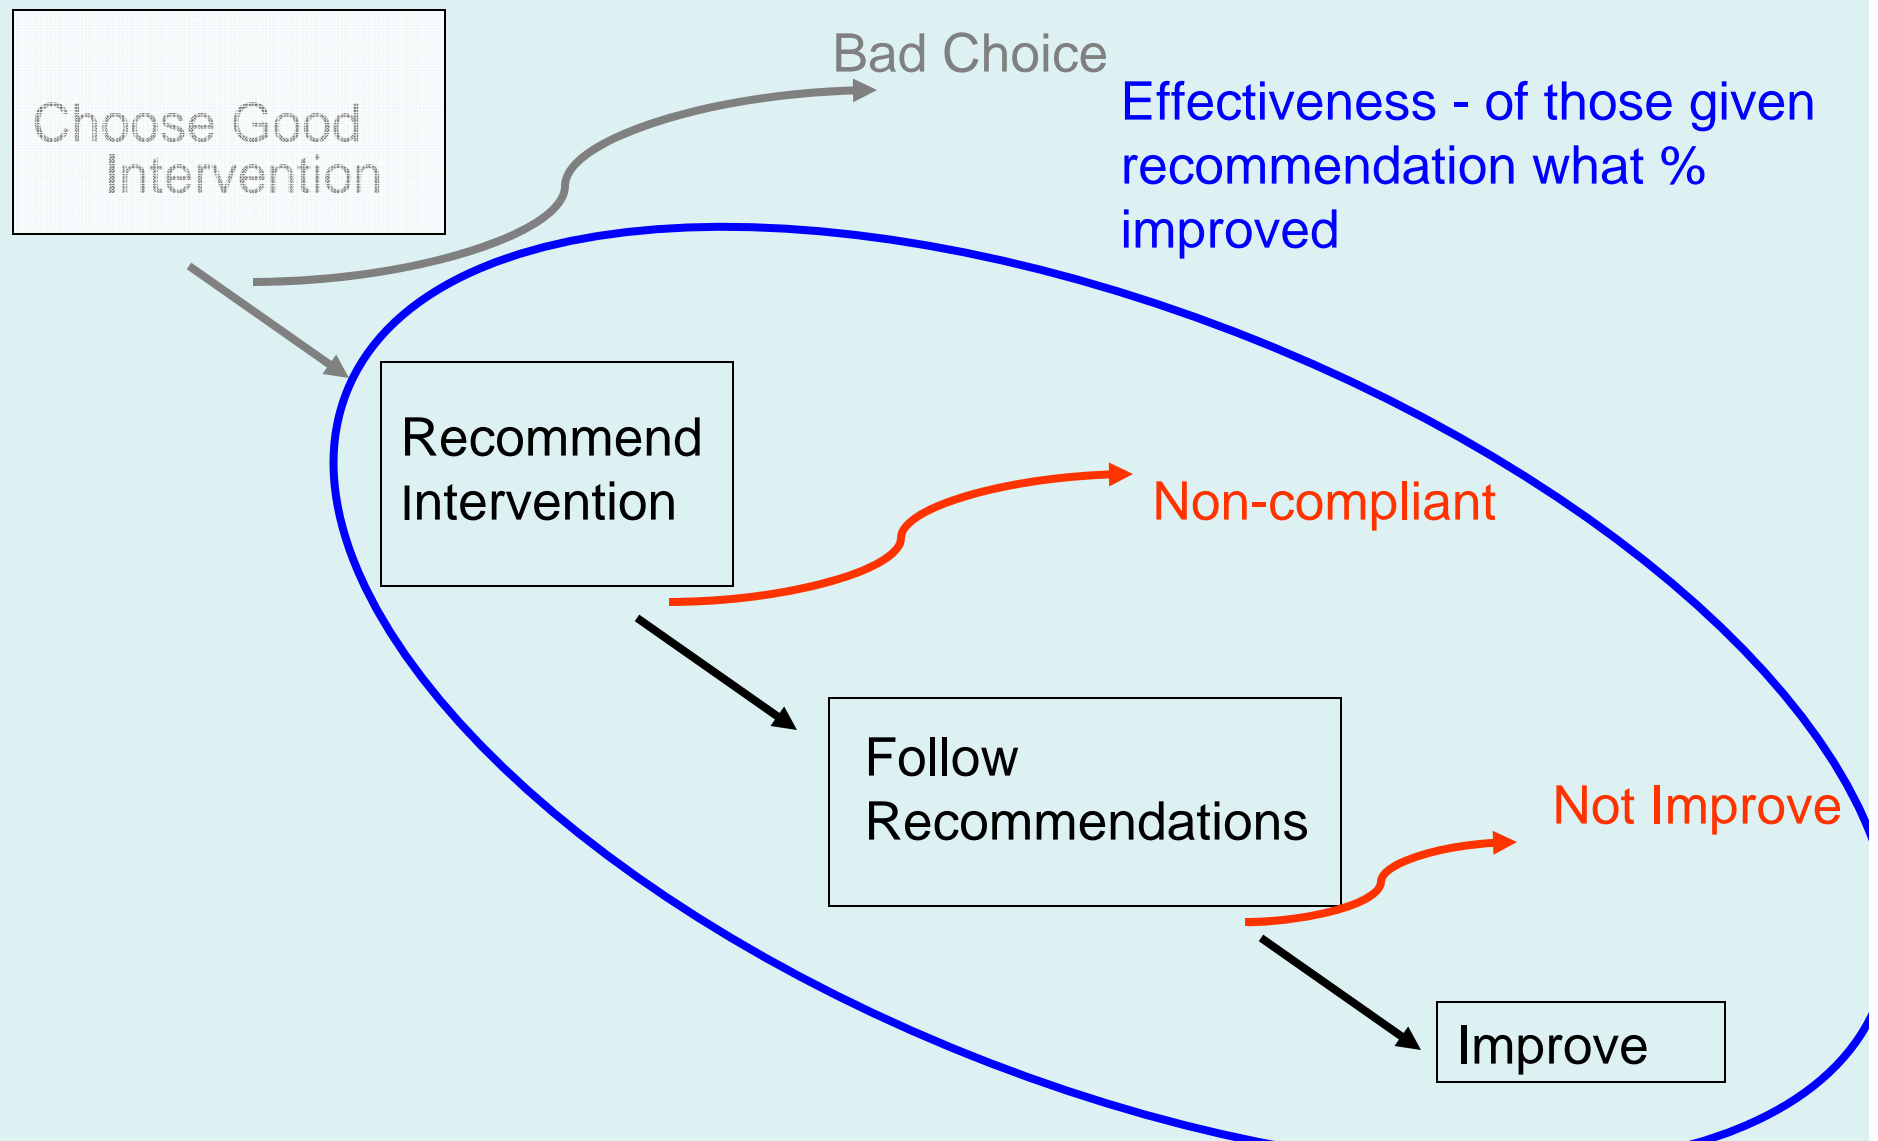 Choose Good
Intervention
Bad Choice
Effectiveness - of those given
recommendation what %
improved
Recommend
Intervention
Non-compliant
Follow
Recommendations
Not Improve
Improve